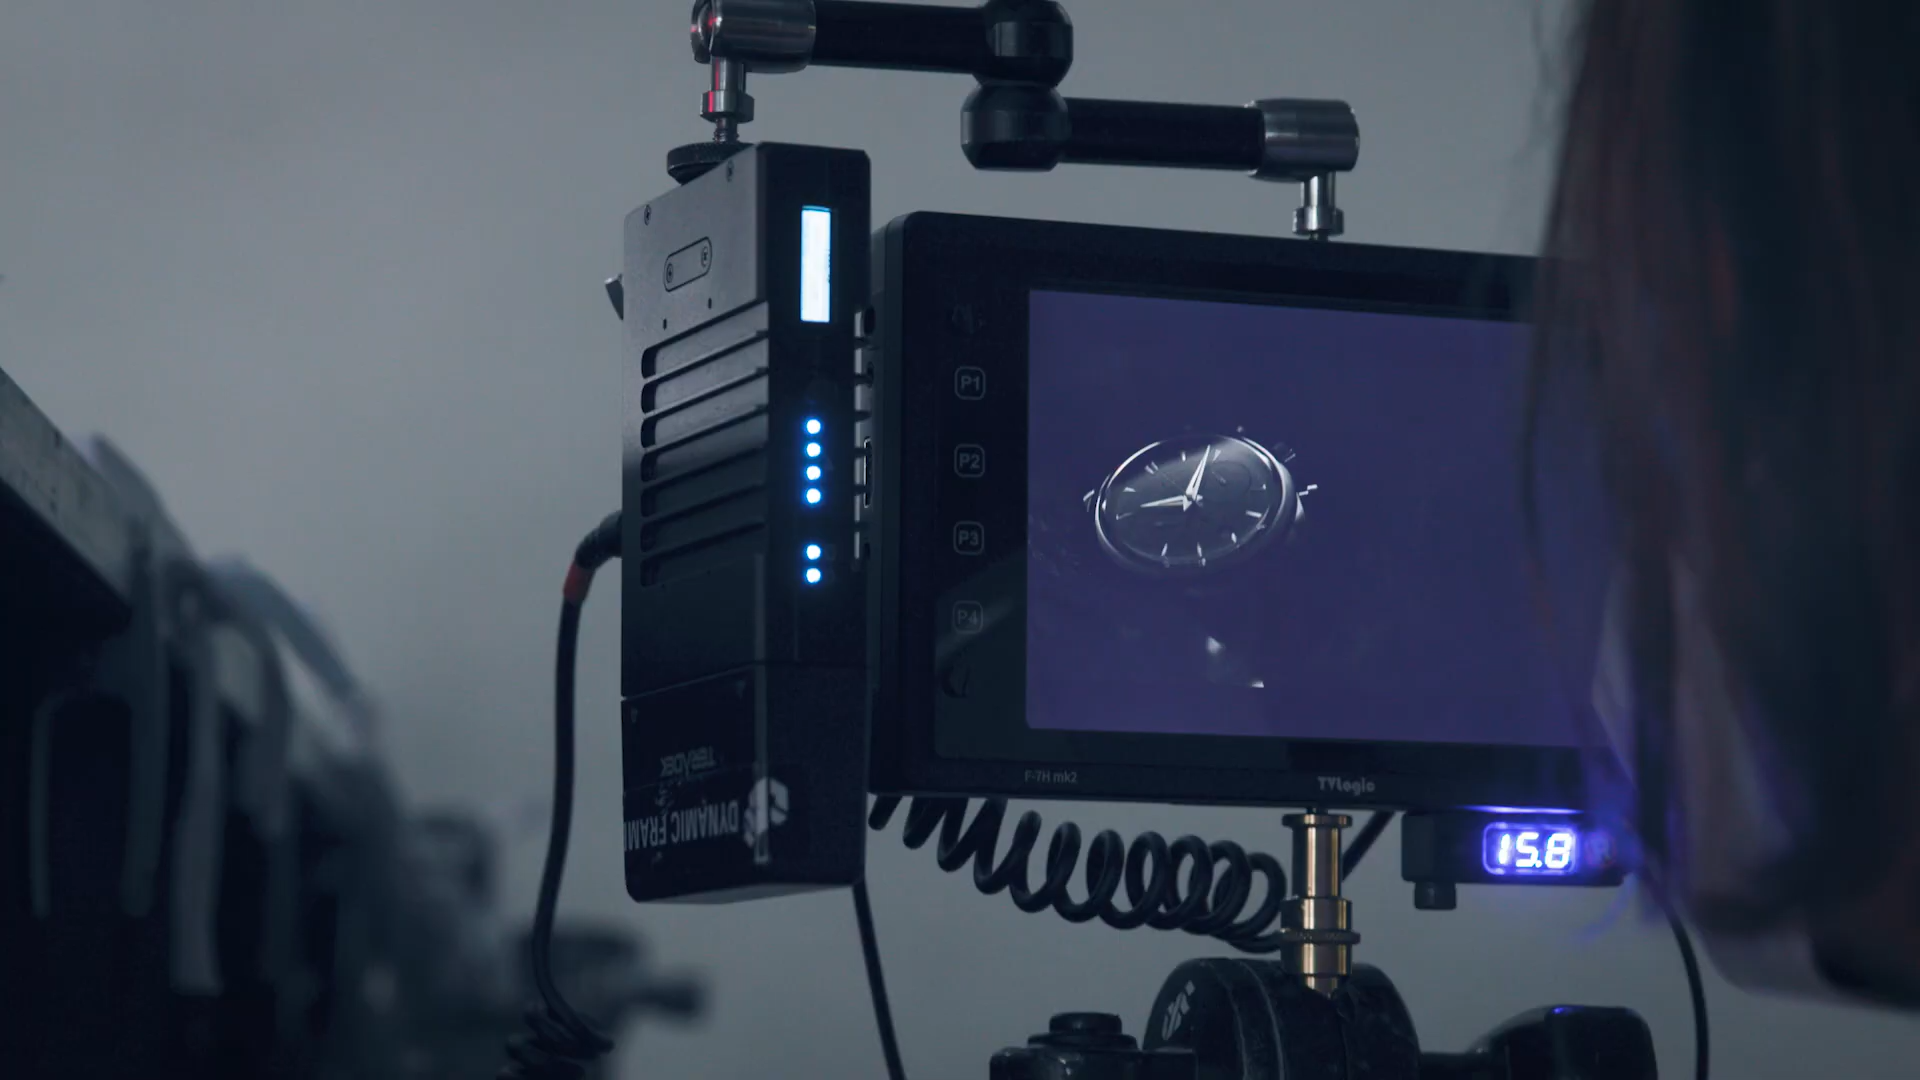 P1
P2
P3
P4
F-7H mk2
TVlogic
15.8
TERADEK
DYNAMIC FRAM